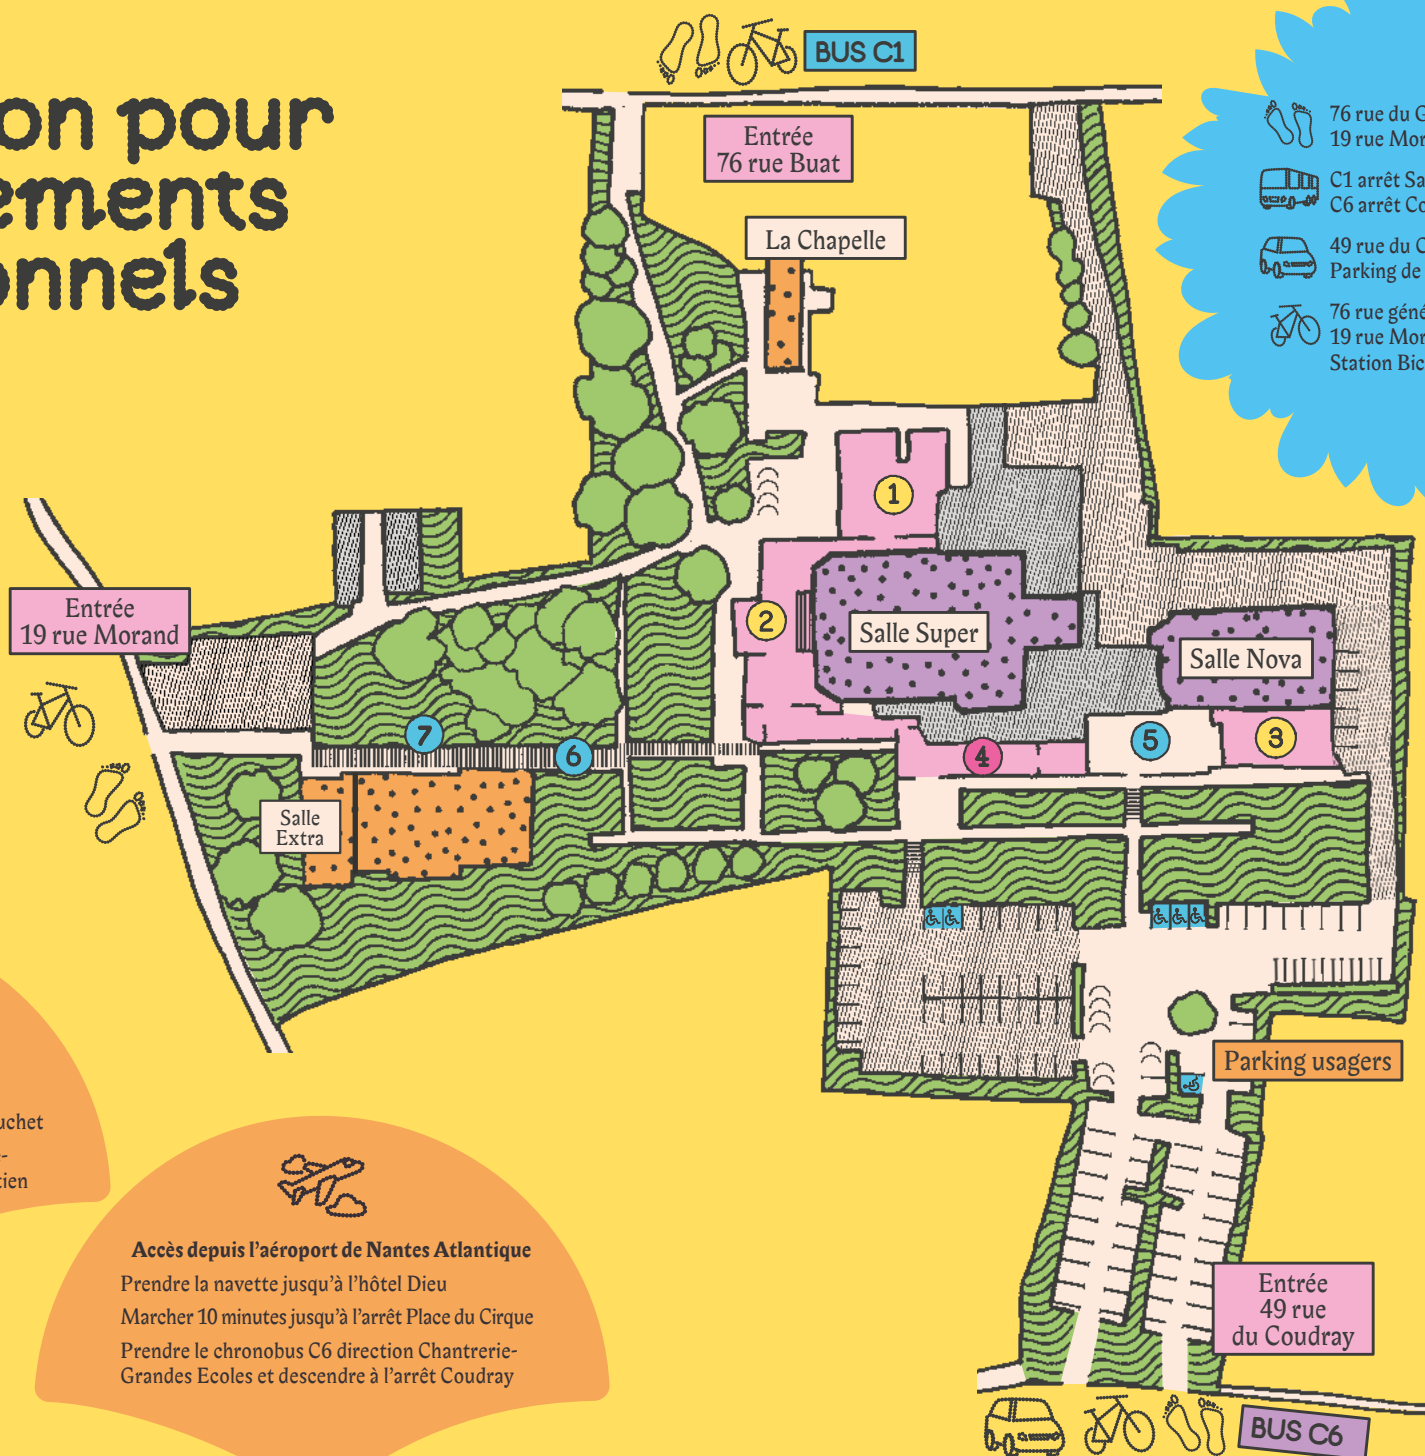 on pour
ements
onnels
BUS C1
Entrée
76 rue Buat
La Chapelle
76 rue du G
19 rue Mor
C1 arrêt Sa
C6 arrêt Co
49 rue du C
Parking de
76 rue géné
19 rue Mor
Station Bic
1
Entrée
19 rue Morand
2
Salle Super
Salle Nova
7
6
4
5
3
Salle
Extra
Parking usagers
uchet
-
tien
Accès depuis l’aéroport de Nantes Atlantique
Prendre la navette jusqu’à l’hôtel Dieu
Marcher 10 minutes jusqu’à l’arrêt Place du Cirque
Prendre le chronobus C6 direction Chantrerie-
Grandes Ecoles et descendre à l’arrêt Coudray
Entrée
49 rue
du Coudray
BUS C6